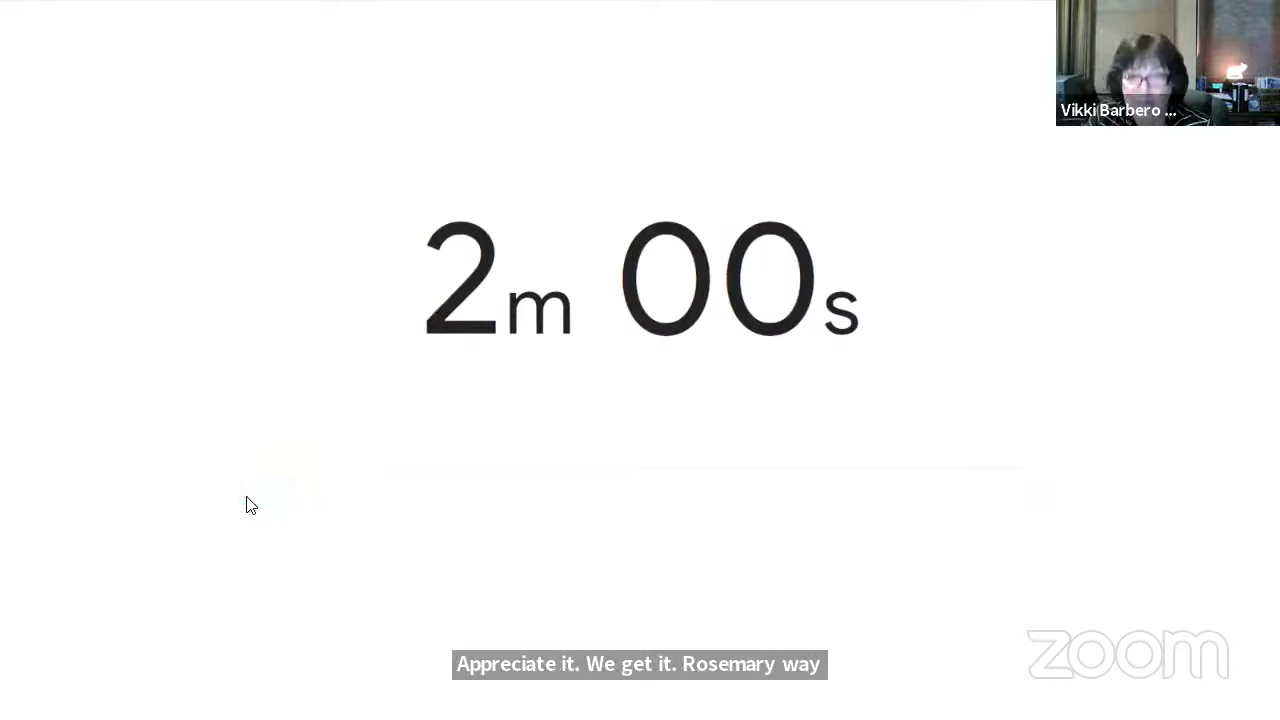 Vikki Barbero ...
2m 00s
Appreciate it. We get it. Rosemary way
zoom